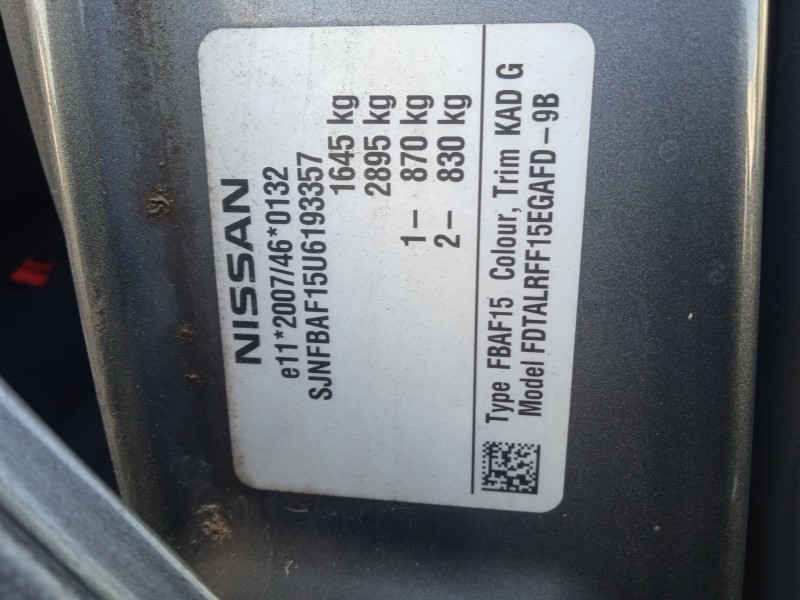 NISSAN
e11*2007/46*0132
SJNFBAF15U6193357
1645 kg
2895 kg
1– 870 kg
2– 830 kg
Type FBAF15 Colour, Trim KAD G
Model FDTALRFF15EGAFD–9B